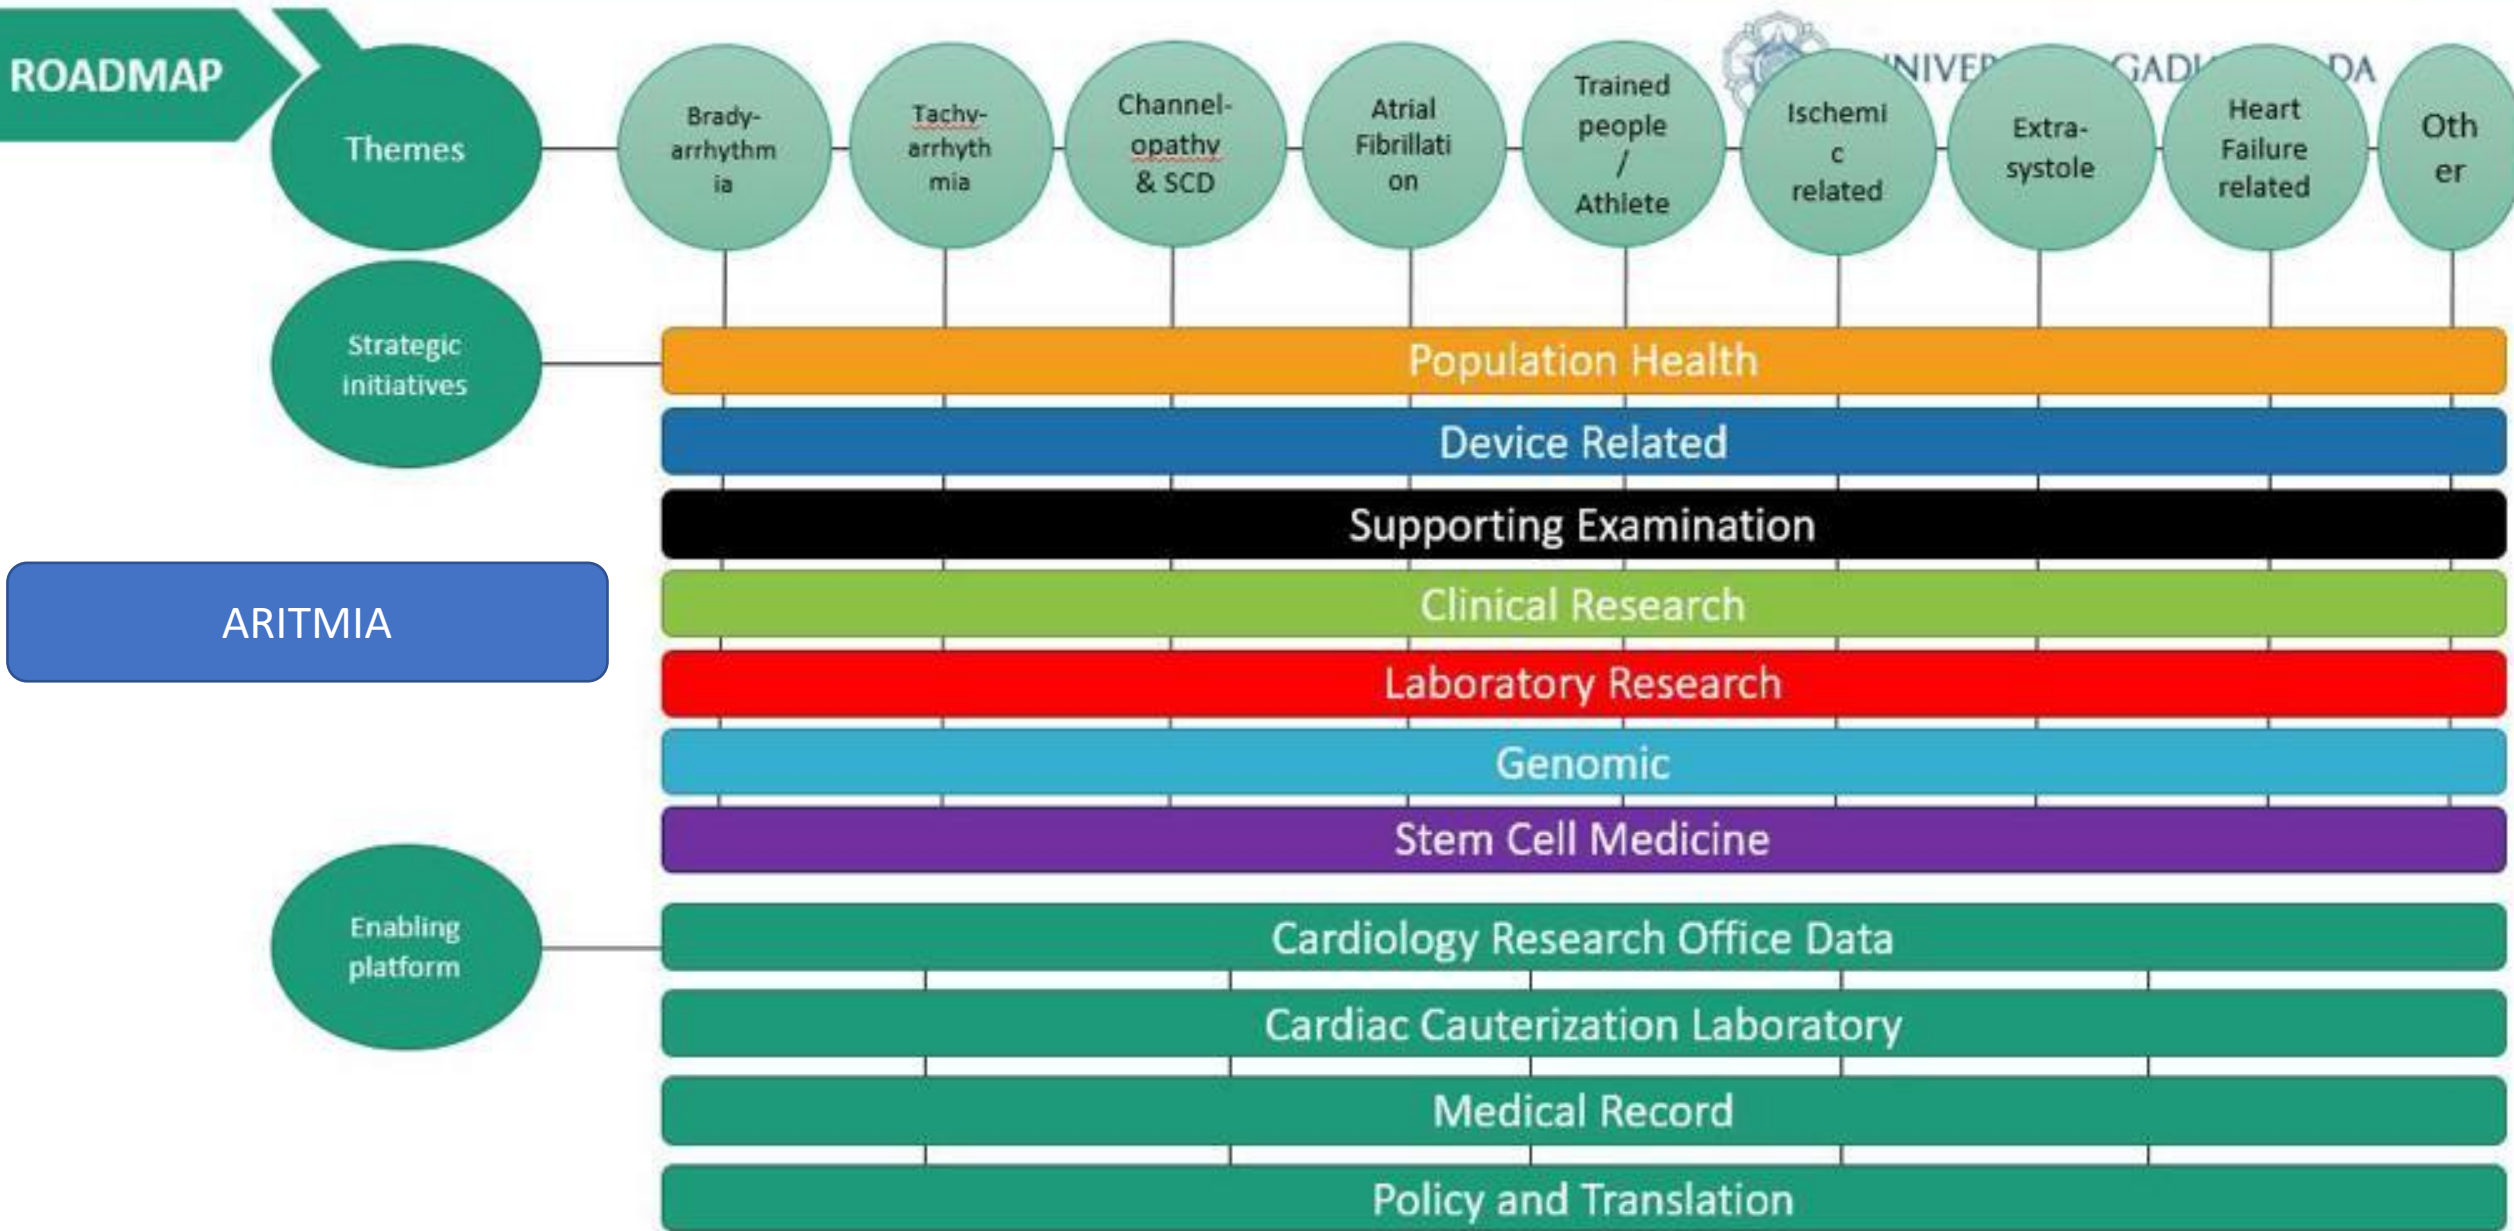 ROADMAP
Themes
Brady-
arrhythm
ia
Tachy-
arrhyth
mia
Channel-
opathy
& SCD
Atrial
Fibrillati
on
Trained
people
/
Athlete
Ischemi
c
related
Extra-
systole
Heart
Failure
related
Oth
er
Strategic
initiatives
Population Health
Device Related
Supporting Examination
ARITMIA
Clinical Research
Laboratory Research
Genomic
Stem Cell Medicine
Enabling
platform
Cardiology Research Office Data
Cardiac Cauterization Laboratory
Medical Record
Policy and Translation